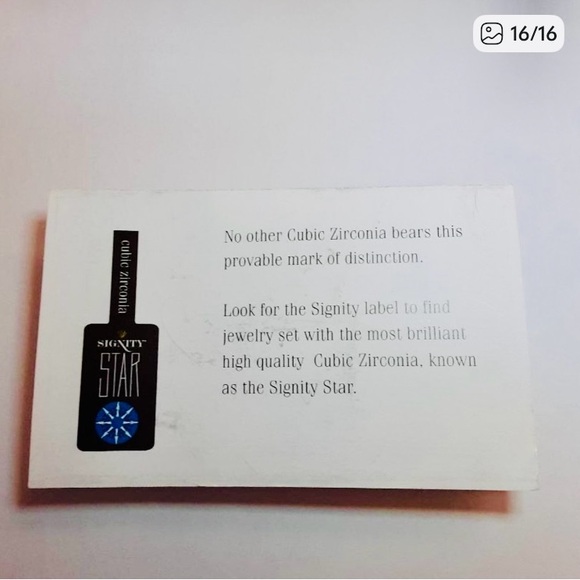 16/16
No other Cubic Zirconia bears this
provable mark of distinction.
Look for the Signity label to find
jewelry set with the most brilliant
high quality Cubic Zirconia, known
as the Signity Star.
cubic zirconia
SIGNITY™
STAR